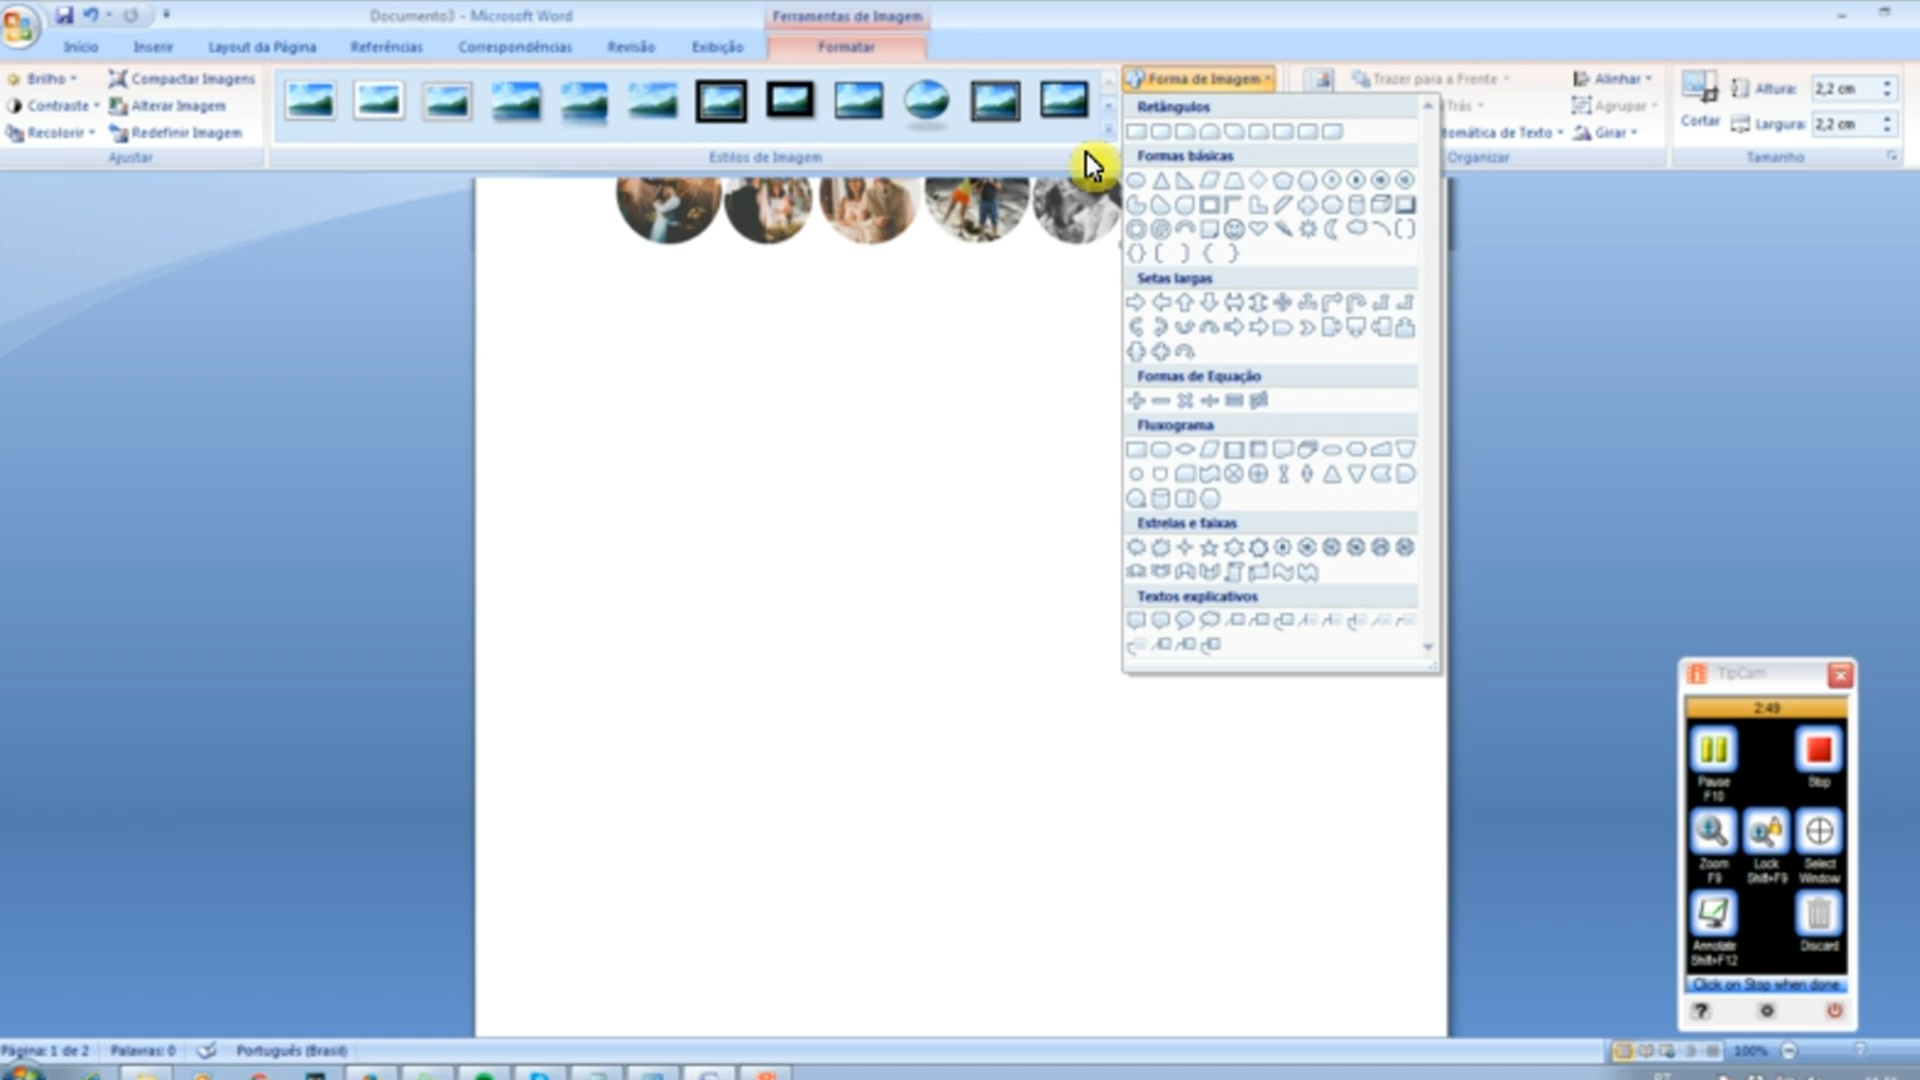 Documento3 - Microsoft Word
Ferramentas de Imagem
Início Inserir Layout da Página Referências Correspondências Revisão Exibição Formatar
Brilho
Compactar Imagens
Contraste
Alterar Imagem
Recolorir
Redefinir Imagem
Ajustar
Estilos de Imagem
Forma de Imagem
Trazer para a Frente
Trás
omática de Texto
Alinhar
Agrupar
Girar
Organizar
Cortar
Altura: 2,2 cm
Largura: 2,2 cm
Tamanho
Retângulos
Formas básicas
Setas largas
Formas de Equação
Fluxograma
Estrelas e faixas
Textos explicativos
TipCam
2:49
Pause
F10
Stop
Zoom
F9
Lock
Shift+F9
Select
Window
Annotate
Shift+F12
Discard
Click on Stop when done
Página: 1 de 2 Palavras: 0 Português (Brasil)
100%